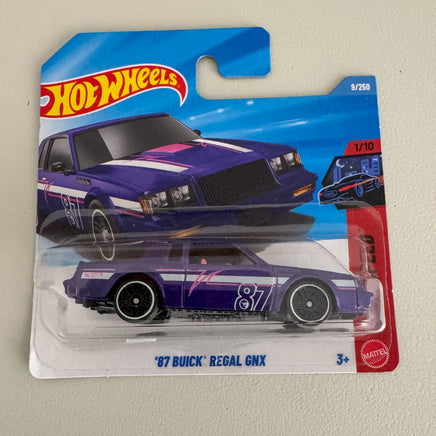 HOT WHEELS
9/250
1/10
87
87
'87 BUICK REGAL GNX
3+
MATTEL